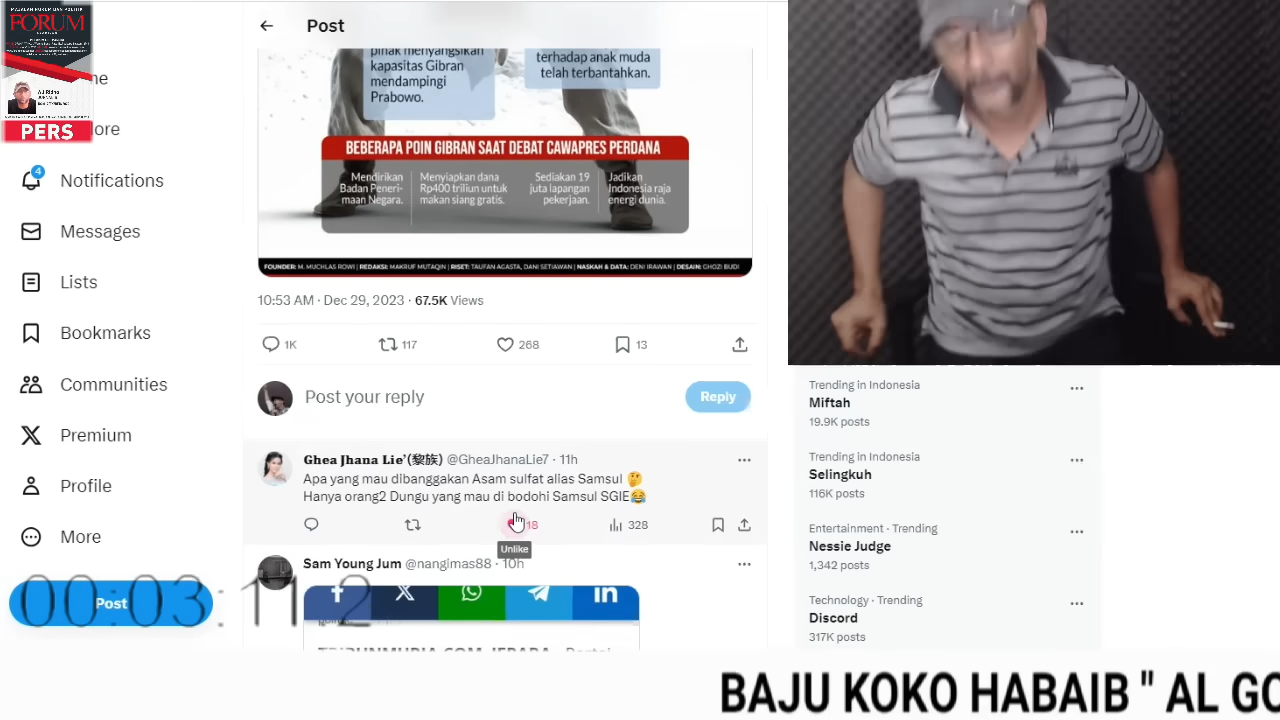 FORUM
PERS
Post
Notifications
4
Messages
Lists
Bookmarks
Communities
Premium
Profile
More
Post
00:03:11
pihak menyangsikan
kapasitas Gibran
mendampingi
Prabowo.
terhadap anak muda
telah terbantahkan.
BEBERAPA POIN GIBRAN SAAT DEBAT CAWAPRES PERDANA
Mendirikan
Badan Peneri-
maan Negara.
Menyiapkan dana
Rp400 triliun untuk
makan siang gratis.
Sediakan 19
juta lapangan
pekerjaan.
Jadikan
Indonesia raja
energi dunia.
FOUNDER: M. MUCHLAS ROWI | REDAKSI: MAKRUF MUTAQIN | RISET: TAUFAN ACASTA, DANI SETIAWAN | NASKAH & DATA: DENI IRAWAN | DESAIN: GHOZI BUDI
10:53 AM · Dec 29, 2023 · 67.5K Views
1K 117 268 13
Post your reply
Reply
Ghea Jhana Lie'(黎族) @GheaJhanaLie7 · 11h
Apa yang mau dibanggakan Asam sulfat alias Samsul 🤔
Hanya orang2 Dungu yang mau di bodohi Samsul SGIE😂
18 328
Unlike
Sam Young Jum @nangimas88 · 10h
Trending in Indonesia
Miftah
19.9K posts
Trending in Indonesia
Selingkuh
116K posts
Entertainment · Trending
Nessie Judge
1,342 posts
Technology · Trending
Discord
317K posts
BAJU KOKO HABAIB " AL GO